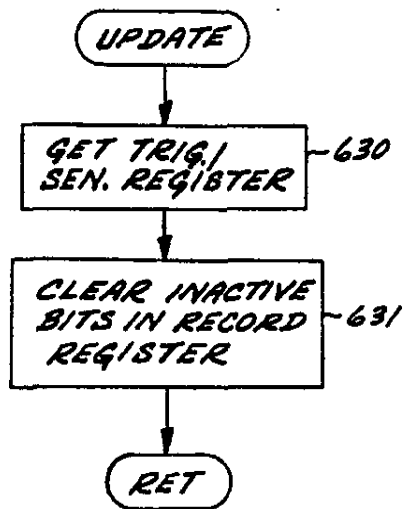 UPDATE
GET TRIG./
SEN. REGISTER
630
CLEAR INACTIVE
BITS IN RECORD
REGISTER
631
RET